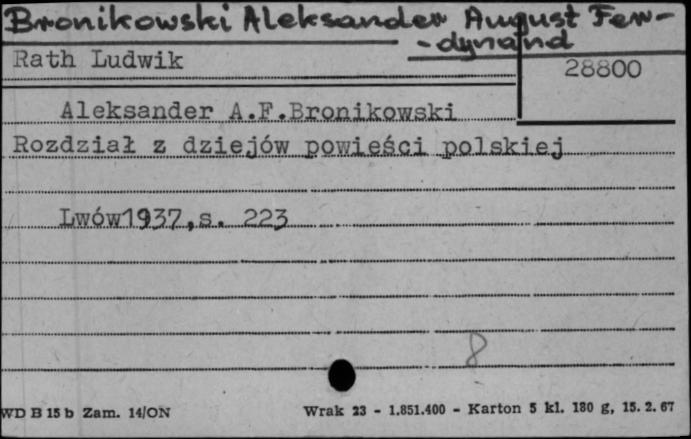 Bronikowski Aleksander August Fer-
-dynand
Rath Ludwik
28800
Aleksander A.F.Bronikowski
Rozdział z dziejów powieści polskiej
Lwów1937,s. 223
8
WD B 15 b Zam. 14/ON
Wrak 23 - 1.851.400 - Karton 5 kl. 180 g, 15. 2. 67